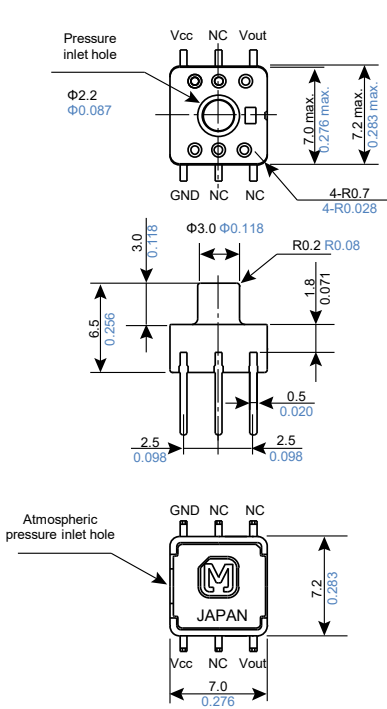 Vcc NC Vout
Pressure
inlet hole
Φ2.2
Φ0.087
7.0 max.
0.276 max.
7.2 max.
0.283 max.
GND NC NC
4-R0.7
4-R0.028
3.0
0.118
Φ3.0 Φ0.118
R0.2 R0.08
1.8
0.071
6.5
0.256
0.5
0.020
2.5
0.098
2.5
0.098
GND NC NC
Atmospheric
pressure inlet hole
M
JAPAN
7.2
0.283
Vcc NC Vout
7.0
0.276